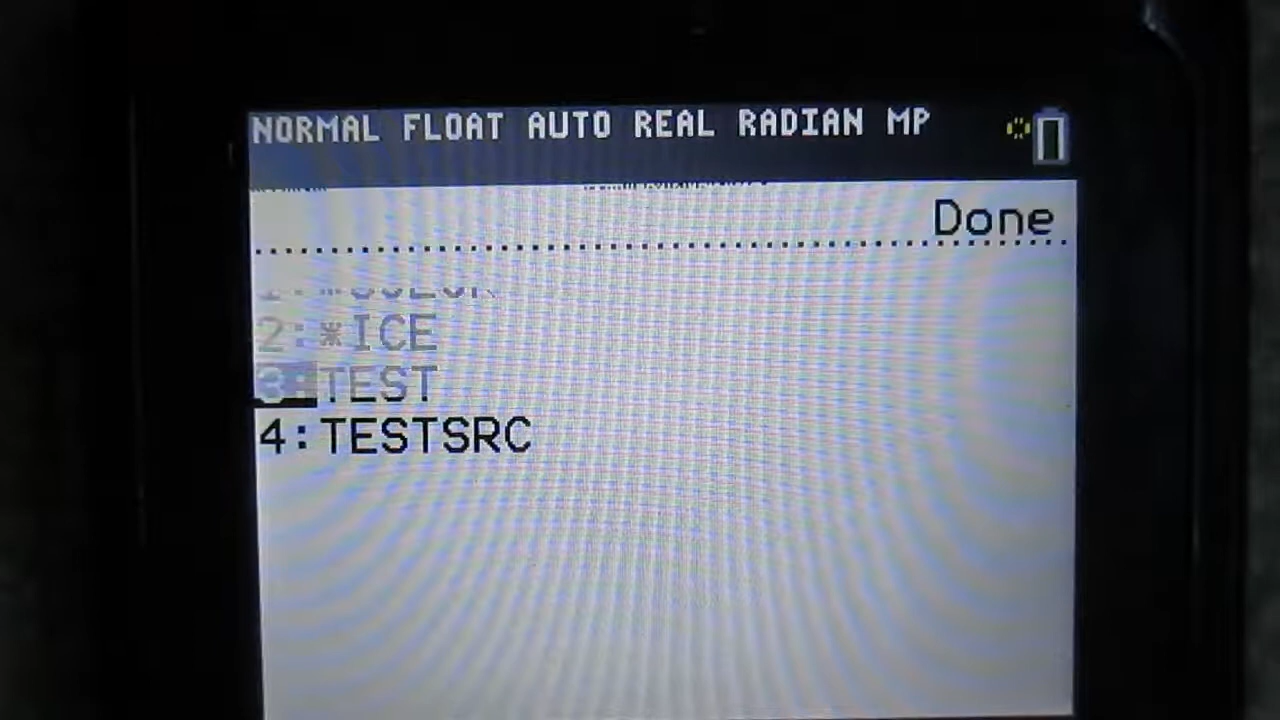 NORMAL FLOAT AUTO REAL RADIAN MP
Done
2:*ICE
3:TEST
4:TESTSRC